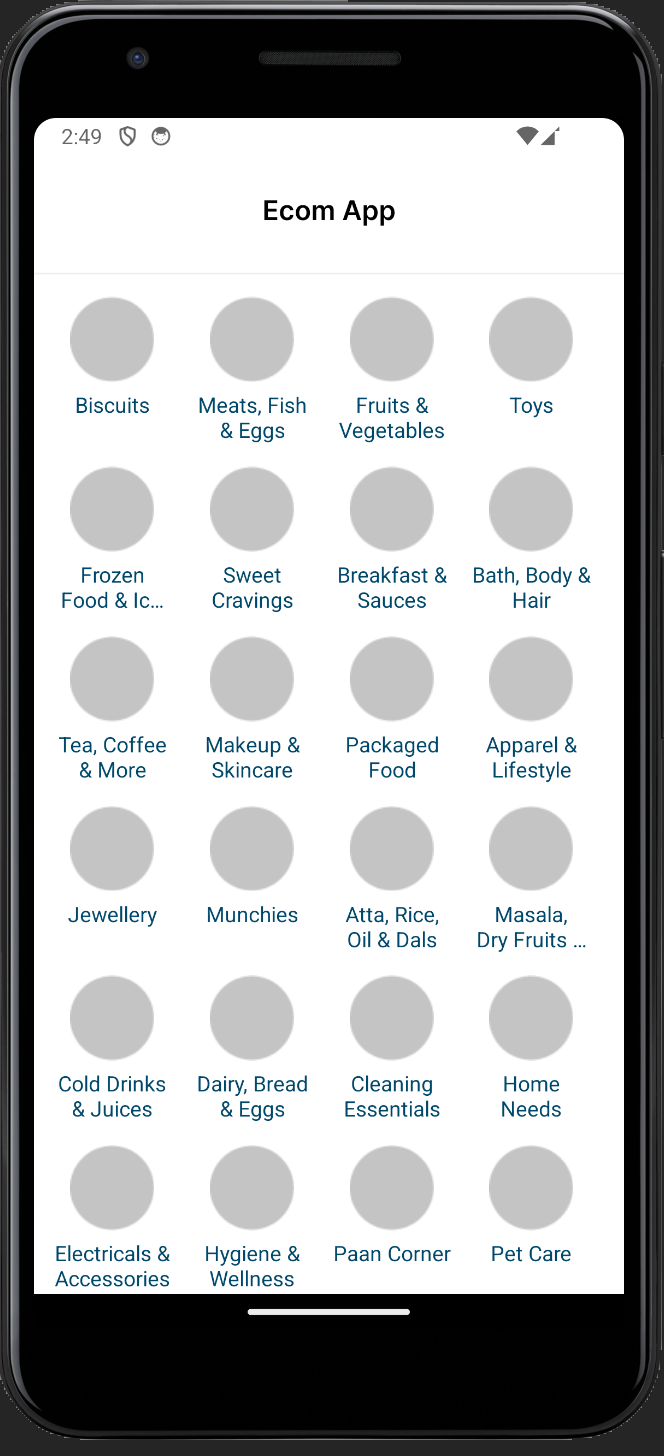 2:49
Ecom App
Biscuits
Meats, Fish
& Eggs
Fruits &
Vegetables
Toys
Frozen
Food & Ic...
Sweet
Cravings
Breakfast &
Sauces
Bath, Body &
Hair
Tea, Coffee
& More
Makeup &
Skincare
Packaged
Food
Apparel &
Lifestyle
Jewellery
Munchies
Atta, Rice,
Oil & Dals
Masala,
Dry Fruits ...
Cold Drinks
& Juices
Dairy, Bread
& Eggs
Cleaning
Essentials
Home
Needs
Electricals &
Accessories
Hygiene &
Wellness
Paan Corner
Pet Care